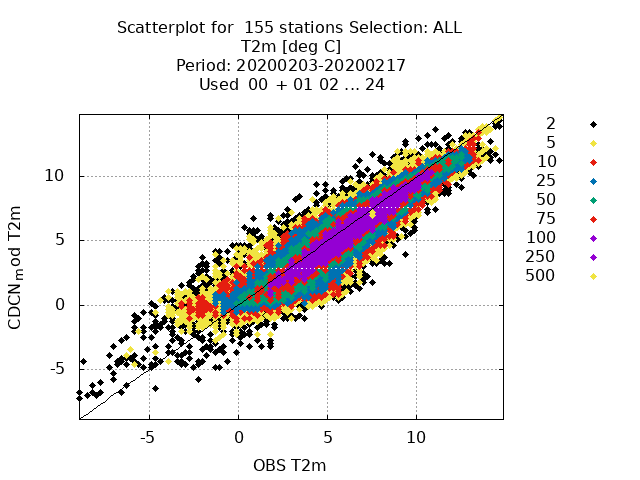 Scatterplot for 155 stations Selection: ALL
T2m [deg C]
Period: 20200203-20200217
Used 00 + 01 02 ... 24
2
5
10
25
50
75
100
250
500
10
5
0
-5
CDCNmod T2m
-5
0
5
10
OBS T2m